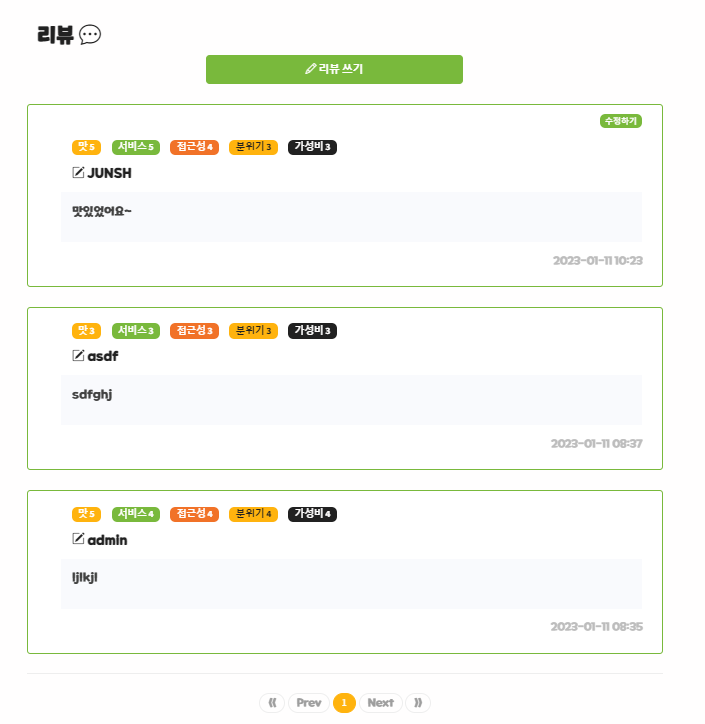 리뷰
리뷰 쓰기
수정하기
맛 5 서비스 5 접근성 4 분위기 3 가성비 3
JUNSH
맛있었어요~
2023-01-11 10:23
맛 3 서비스 3 접근성 3 분위기 3 가성비 3
asdf
sdfghj
2023-01-11 08:37
맛 5 서비스 4 접근성 4 분위기 4 가성비 4
admin
ljlkjl
2023-01-11 08:35
⟪ Prev 1 Next ⟫